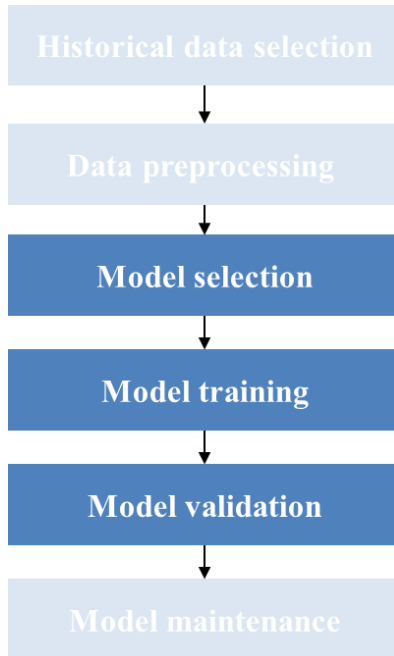 Historical data selection
Data preprocessing
Model selection
Model training
Model validation
Model maintenance